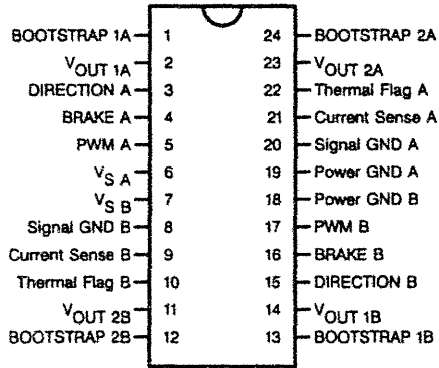 BOOTSTRAP 1A 1 24 BOOTSTRAP 2A
VOUT 1A 2 23 VOUT 2A
DIRECTION A 3 22 Thermal Flag A
BRAKE A 4 21 Current Sense A
PWM A 5 20 Signal GND A
VS A 6 19 Power GND A
VS B 7 18 Power GND B
Signal GND B 8 17 PWM B
Current Sense B 9 16 BRAKE B
Thermal Flag B 10 15 DIRECTION B
VOUT 2B 11 14 VOUT 1B
BOOTSTRAP 2B 12 13 BOOTSTRAP 1B